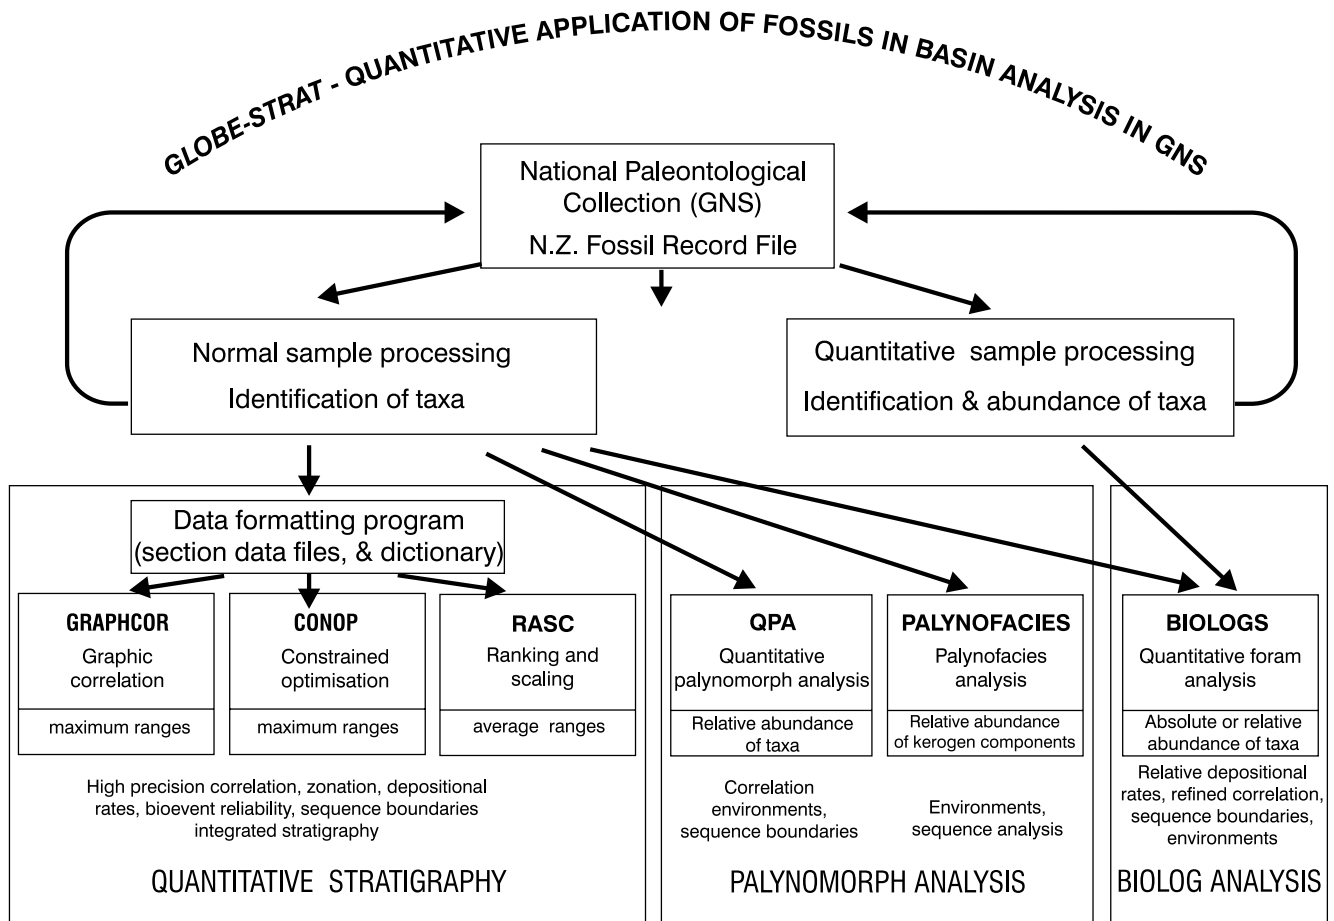 GLOBE-STRAT - QUANTITATIVE APPLICATION OF FOSSILS IN BASIN ANALYSIS IN GNS
National Paleontological
Collection (GNS)
N.Z. Fossil Record File
Normal sample processing
Identification of taxa
Quantitative sample processing
Identification & abundance of taxa
Data formatting program
(section data files, & dictionary)
GRAPHCOR
Graphic
correlation
maximum ranges
CONOP
Constrained
optimisation
maximum ranges
RASC
Ranking and
scaling
average ranges
High precision correlation, zonation, depositional
rates, bioevent reliability, sequence boundaries
integrated stratigraphy
QUANTITATIVE STRATIGRAPHY
QPA
Quantitative
palynomorph analysis
Relative abundance
of taxa
Correlation
environments,
sequence boundaries
PALYNOFACIES
Palynofacies
analysis
Relative abundance
of kerogen components
Environments,
sequence analysis
PALYNOMORPH ANALYSIS
BIOLOGS
Quantitative foram
analysis
Absolute or relative
abundance of taxa
Relative depositional
rates, refined correlation,
sequence boundaries,
environments
BIOLOG ANALYSIS